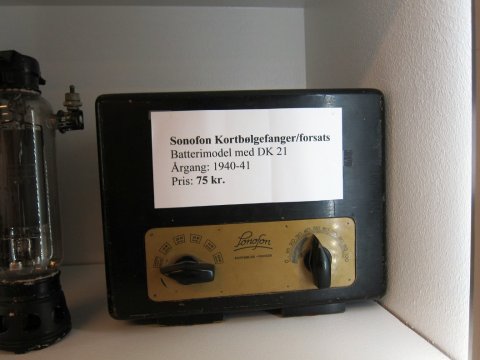 Sonofon Kortbølgefanger/forsats
Batterimodel med DK 21
Årgang: 1940-41
Pris: 75 kr.
Sonofon